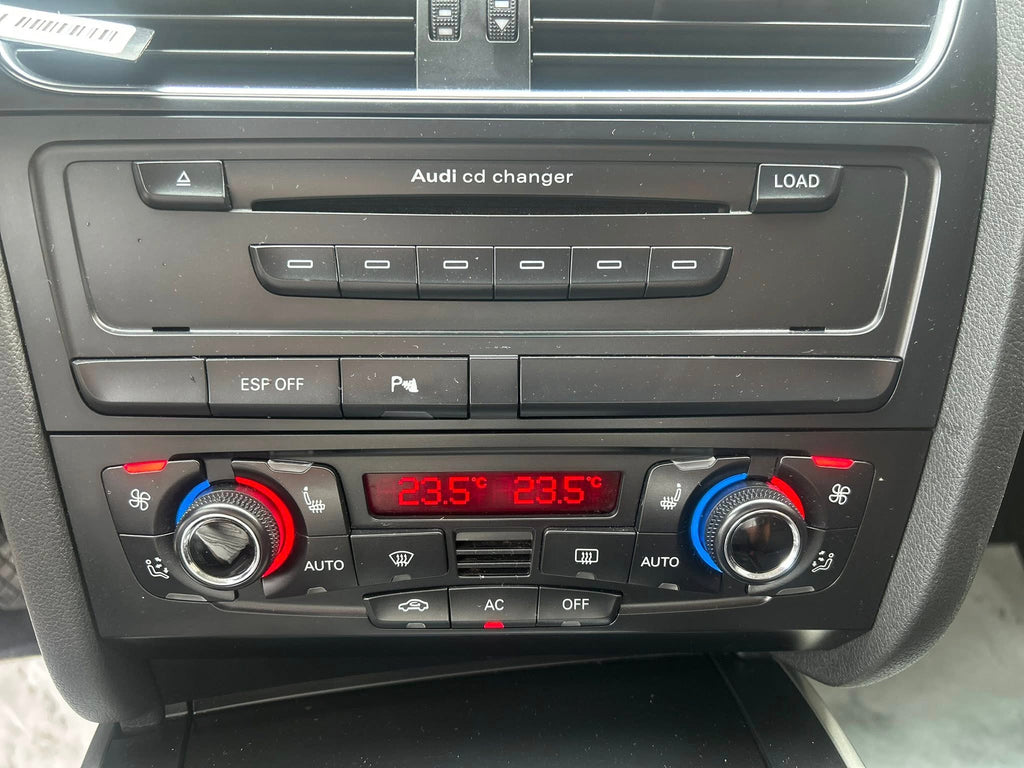 Audi cd changer
LOAD
ESF OFF
P
23.5°C 23.5°C
AUTO
AUTO
AC
OFF